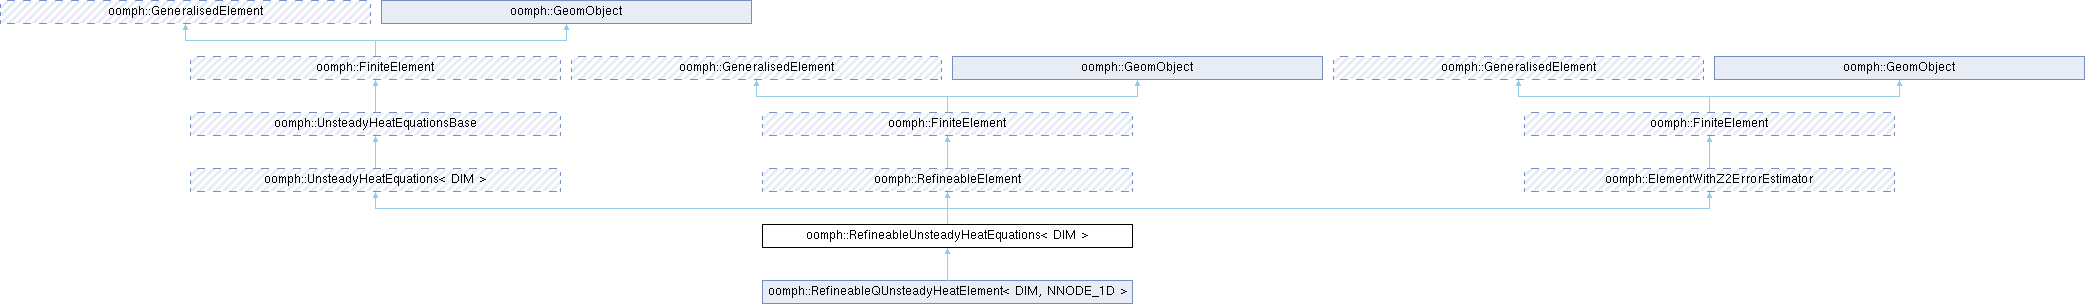 oomph::GeneralisedElement
oomph::GeomObject
oomph::FiniteElement
oomph::GeneralisedElement
oomph::GeomObject
oomph::GeneralisedElement
oomph::GeomObject
oomph::UnsteadyHeatEquationsBase
oomph::FiniteElement
oomph::FiniteElement
oomph::UnsteadyHeatEquations< DIM >
oomph::RefineableElement
oomph::ElementWithZ2ErrorEstimator
oomph::RefineableUnsteadyHeatEquations< DIM >
oomph::RefineableQUnsteadyHeatElement< DIM, NNODE_1D >